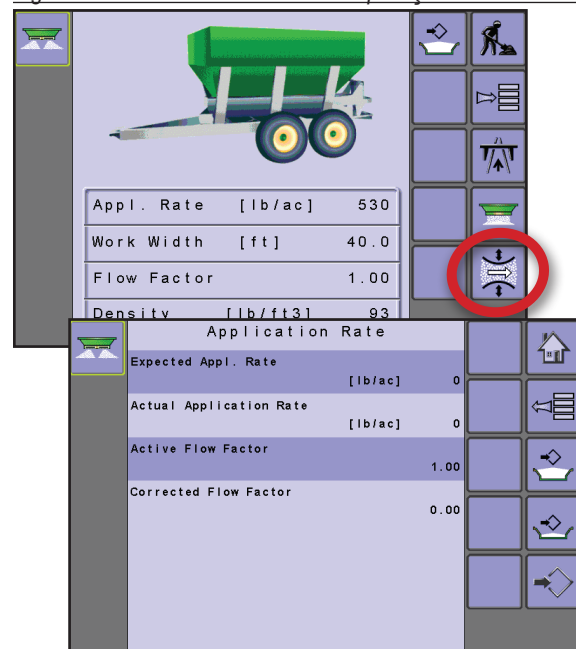 Appl. Rate [lb/ac] 530
Work Width [ft] 40.0
Flow Factor 1.00
Density [lb/ft3] 93
Application Rate
Expected Appl. Rate
[lb/ac] 0
Actual Application Rate
[lb/ac] 0
Active Flow Factor
1.00
Corrected Flow Factor
0.00